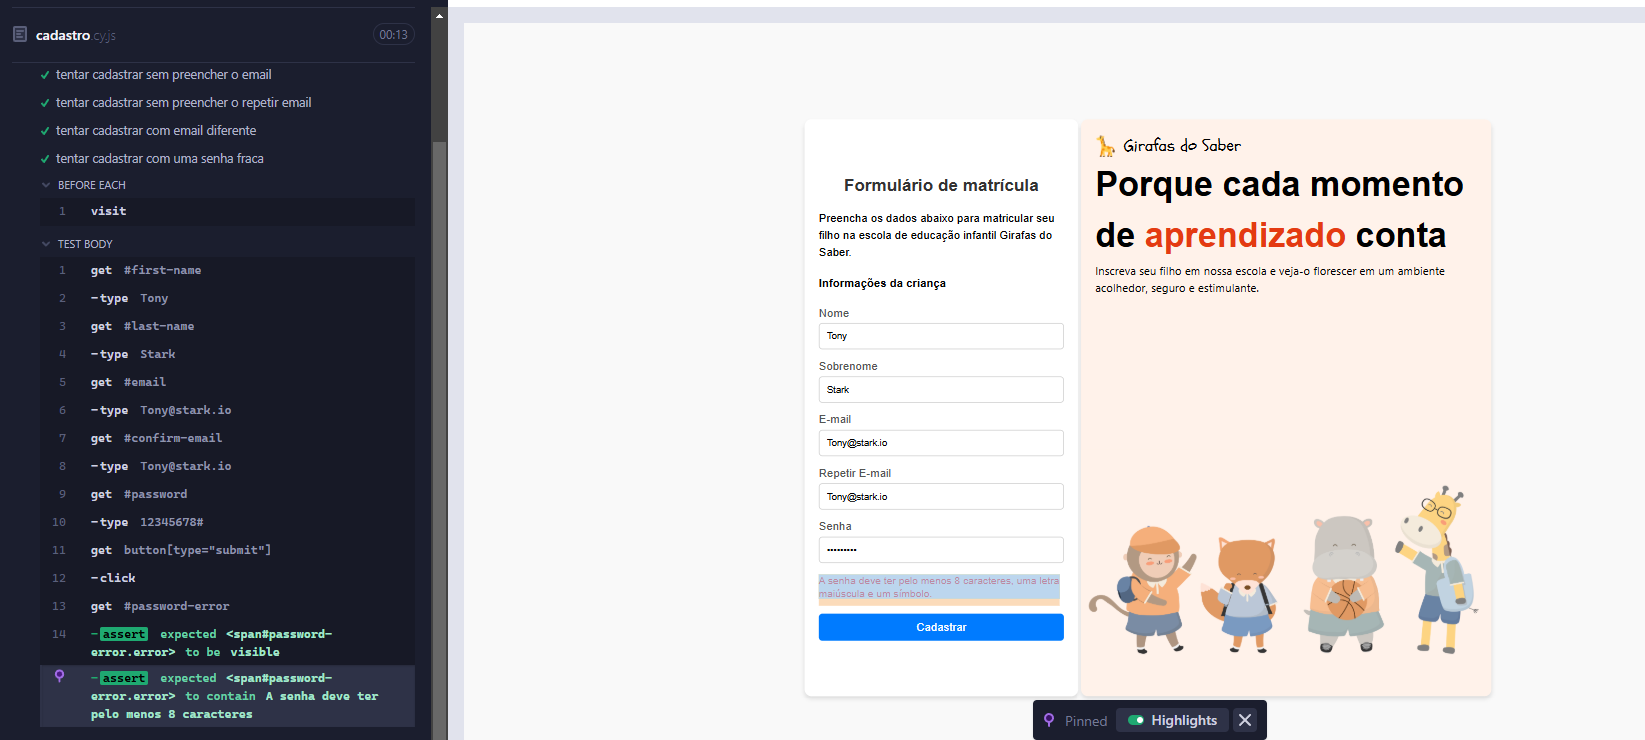 cadastro.cy.js 00:13
tentar cadastrar sem preencher o email
tentar cadastrar sem preencher o repetir email
tentar cadastrar com email diferente
tentar cadastrar com uma senha fraca
BEFORE EACH
1 visit
TEST BODY
1 get #first-name
2 -type Tony
3 get #last-name
4 -type Stark
5 get #email
6 -type Tony@stark.io
7 get #confirm-email
8 -type Tony@stark.io
9 get #password
10 -type 12345678#
11 get button[type="submit"]
12 -click
13 get #password-error
14 -assert expected <span#password-
error.error> to be visible
-assert expected <span#password-
error.error> to contain A senha deve ter
pelo menos 8 caracteres
Formulário de matrícula
Preencha os dados abaixo para matricular seu
filho na escola de educação infantil Girafas do
Saber.
Informações da criança
Nome
Tony
Sobrenome
Stark
E-mail
Tony@stark.io
Repetir E-mail
Tony@stark.io
Senha
•••••••••
A senha deve ter pelo menos 8 caracteres, uma letra
maiúscula e um símbolo.
Cadastrar
Girafas do Saber
Porque cada momento
de aprendizado conta
Inscreva seu filho em nossa escola e veja-o florescer em um ambiente
acolhedor, seguro e estimulante.
Pinned Highlights